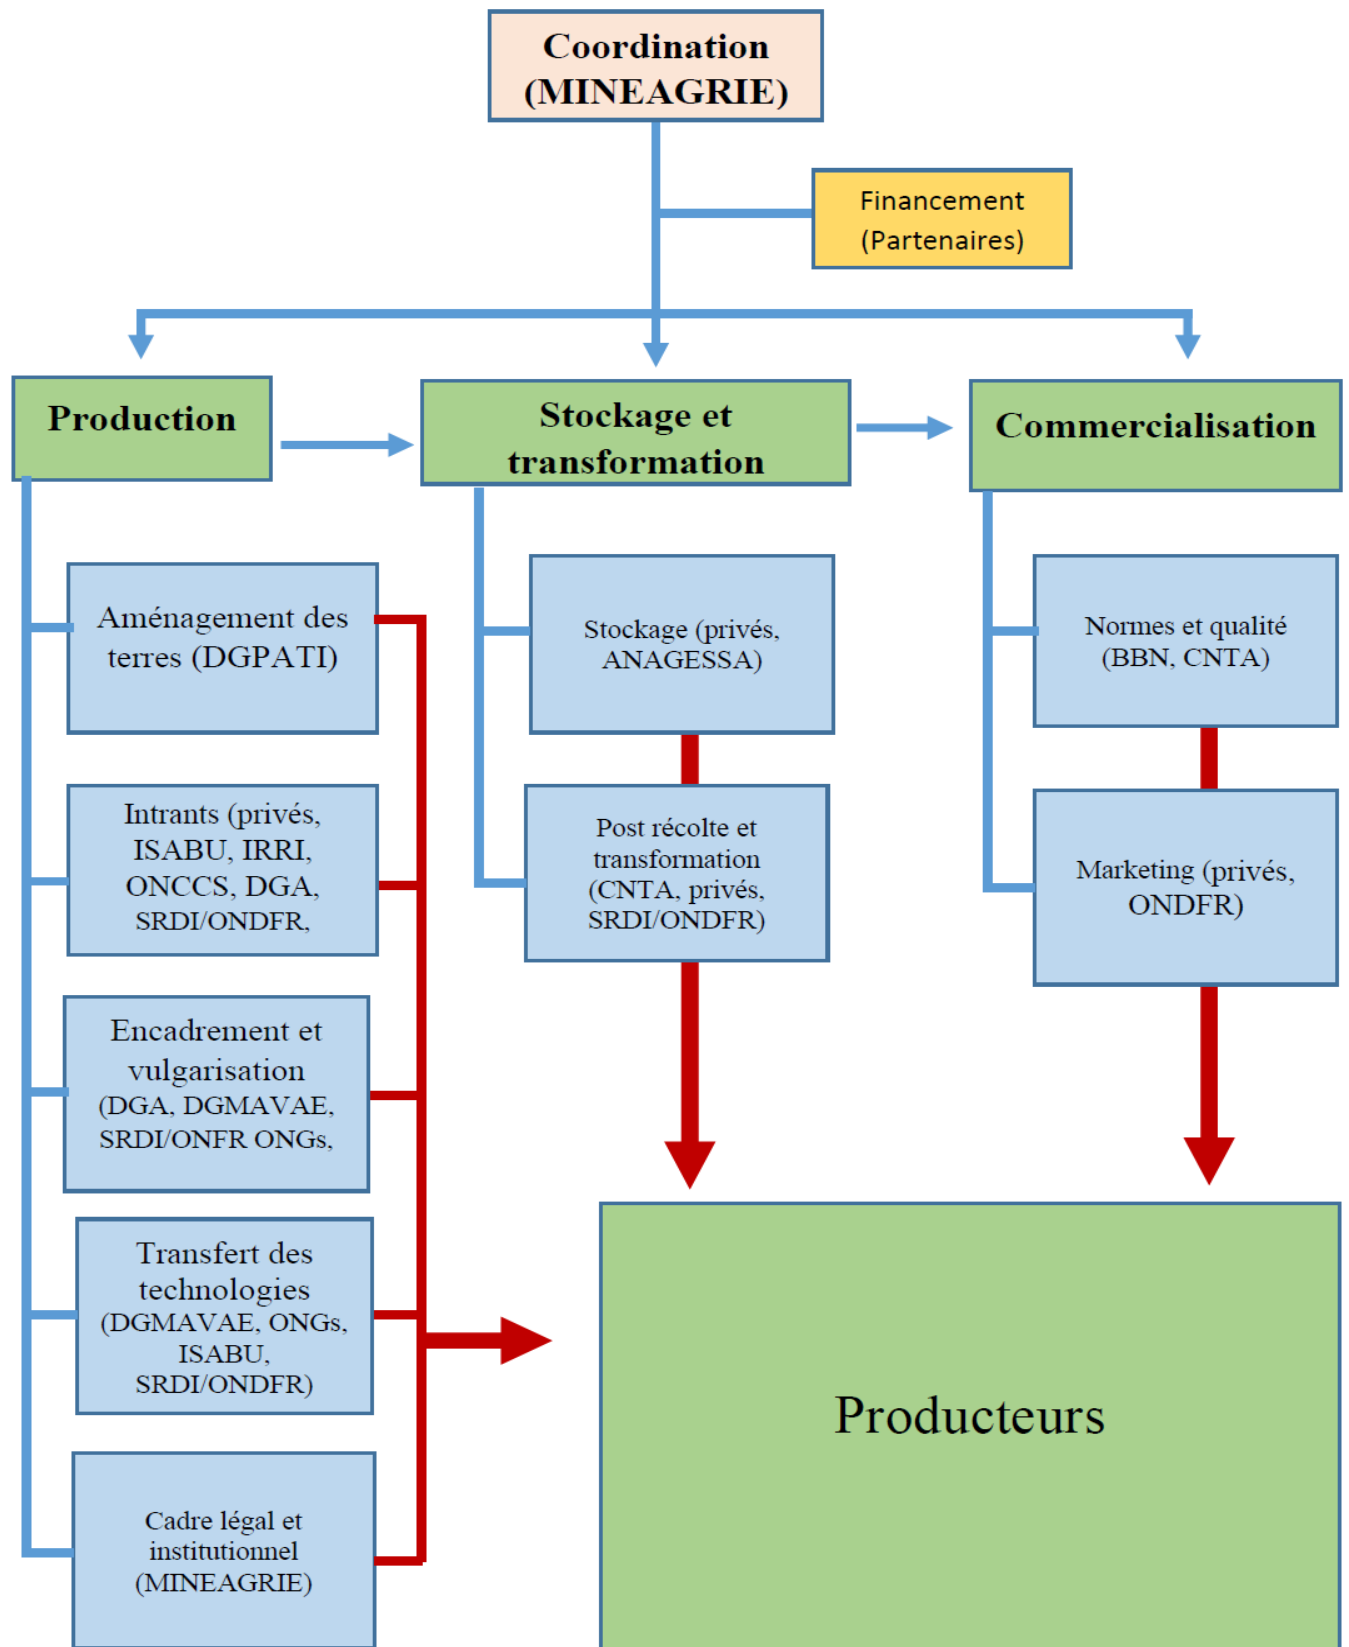 Coordination
(MINEAGRIE)
Financement
(Partenaires)
Production
Stockage et
transformation
Commercialisation
Aménagement des
terres (DGPATI)
Intrants (privés,
ISABU, IRRI,
ONCCS, DGA,
SRDI/ONDFR,
Encadrement et
vulgarisation
(DGA, DGMAVAE,
SRDI/ONFR ONGs,
Transfert des
technologies
(DGMAVAE, ONGs,
ISABU,
SRDI/ONDFR)
Cadre légal et
institutionnel
(MINEAGRIE)
Stockage (privés,
ANAGESSA)
Post récolte et
transformation
(CNTA, privés,
SRDI/ONDFR)
Normes et qualité
(BBN, CNTA)
Marketing (privés,
ONDFR)
Producteurs